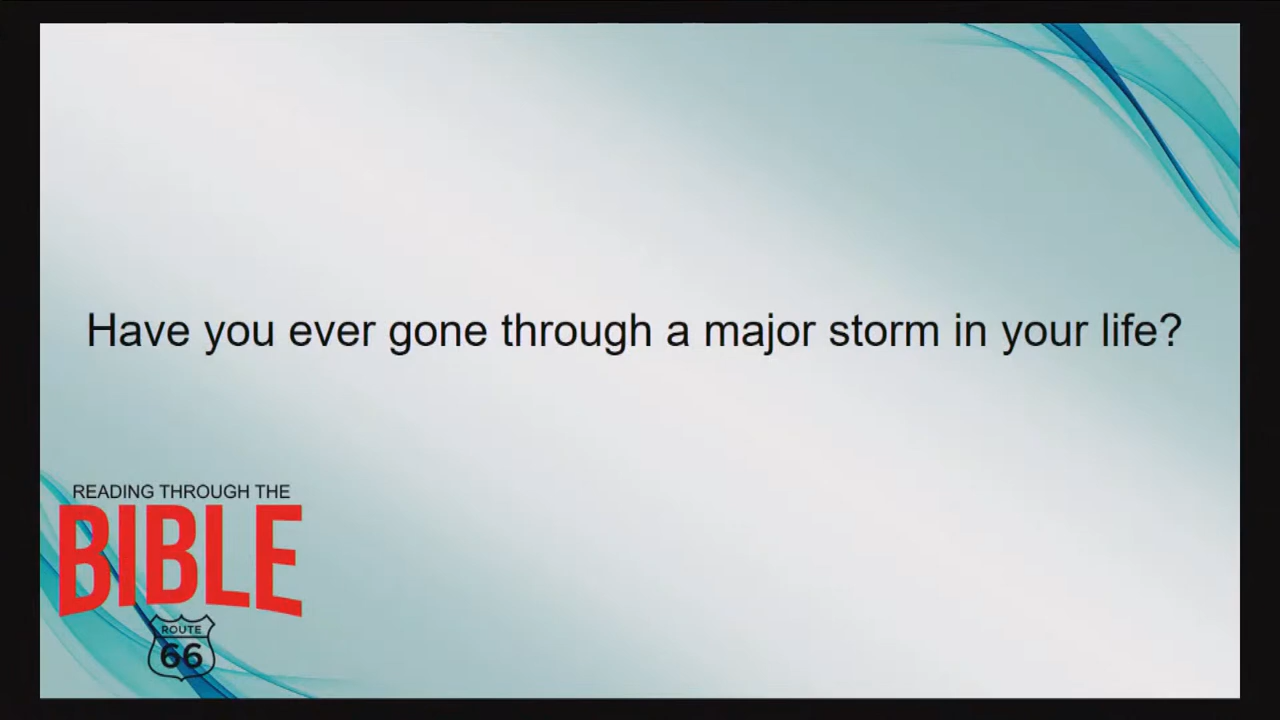 Have you ever gone through a major storm in your life?
READING THROUGH THE
BIBLE
ROUTE
66